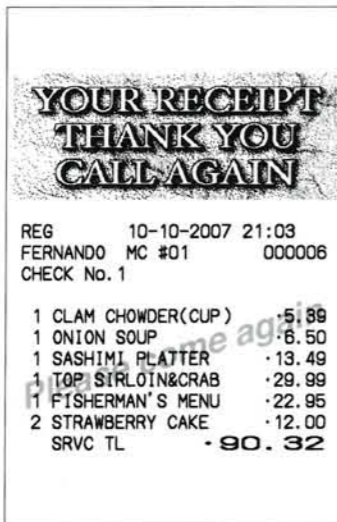 YOUR RECEIPT
THANK YOU
CALL AGAIN
REG 10-10-2007 21:03
FERNANDO MC #01 000006
CHECK No. 1
1 CLAM CHOWDER(CUP) ·5.39
1 ONION SOUP ·6.50
1 SASHIMI PLATTER ·13.49
1 TOP SIRLOIN&CRAB ·29.99
1 FISHERMAN'S MENU ·22.95
2 STRAWBERRY CAKE ·12.00
SRVC TL ·90.32
Please come again